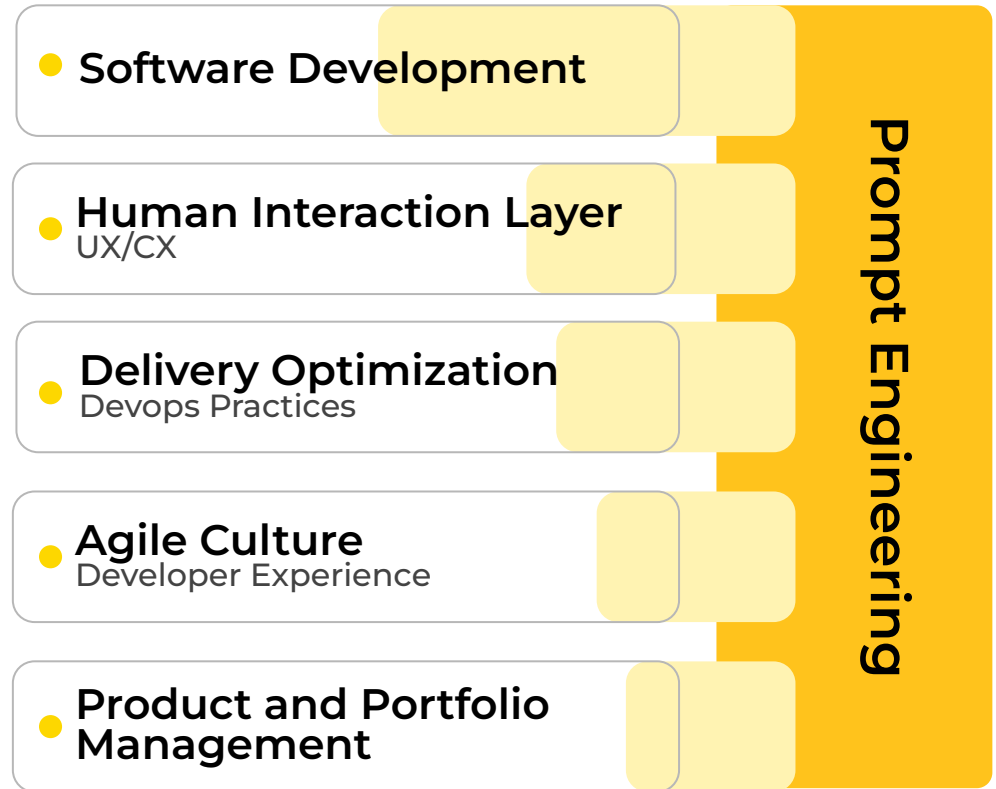 Software Development
Human Interaction Layer
UX/CX
Delivery Optimization
Devops Practices
Agile Culture
Developer Experience
Product and Portfolio
Management
Prompt Engineering